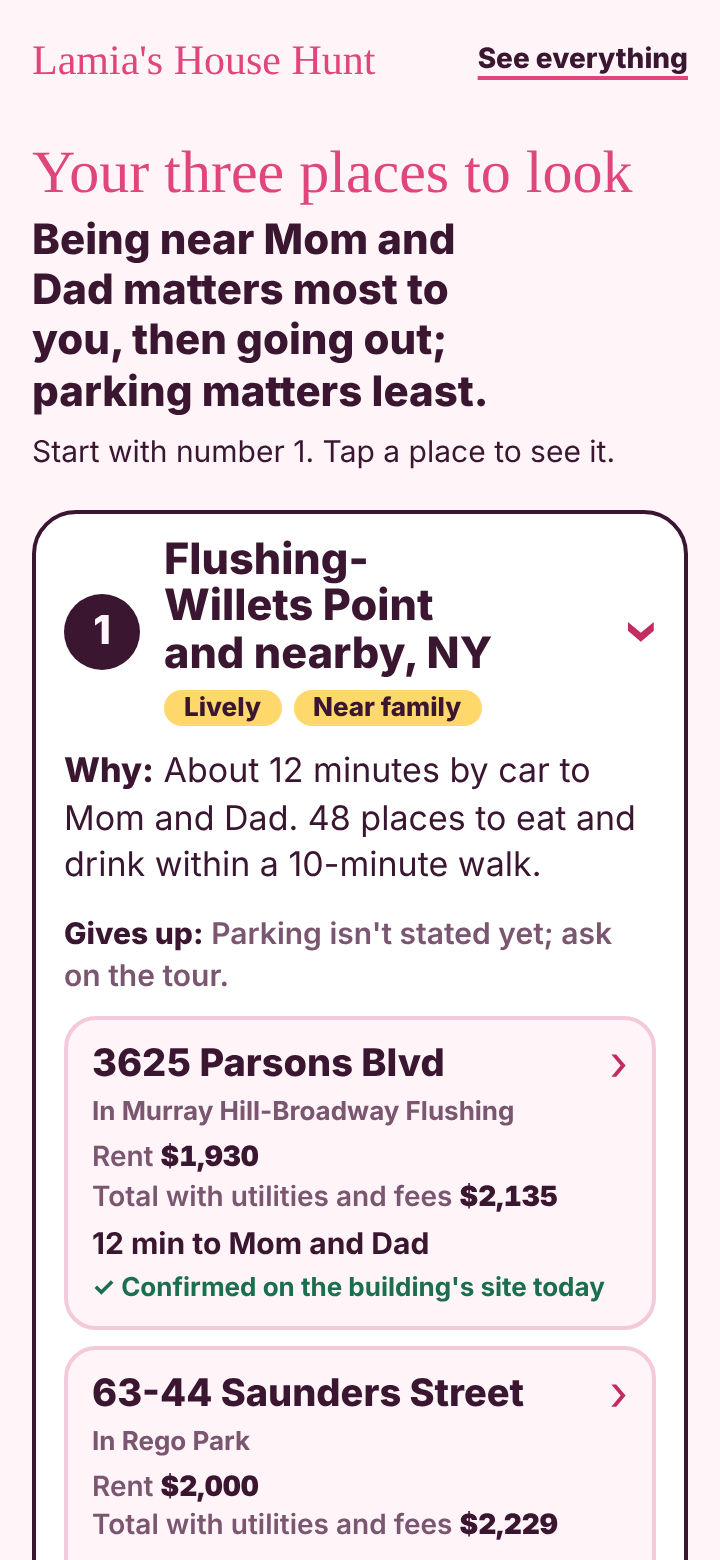 Lamia's House Hunt
See everything
Your three places to look
Being near Mom and
Dad matters most to
you, then going out;
parking matters least.
Start with number 1. Tap a place to see it.
1
Flushing-
Willets Point
and nearby, NY
Lively
Near family
Why: About 12 minutes by car to
Mom and Dad. 48 places to eat and
drink within a 10-minute walk.
Gives up: Parking isn't stated yet; ask
on the tour.
3625 Parsons Blvd
In Murray Hill-Broadway Flushing
Rent $1,930
Total with utilities and fees $2,135
12 min to Mom and Dad
✓ Confirmed on the building's site today
63-44 Saunders Street
In Rego Park
Rent $2,000
Total with utilities and fees $2,229